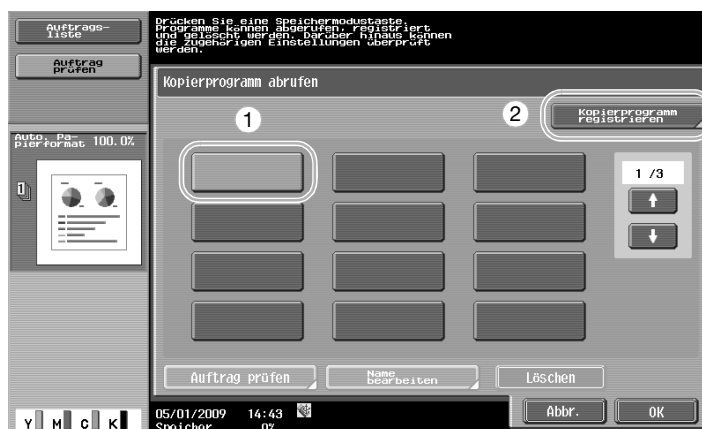 Auftrags-
liste
Auftrag
prüfen
Drücken Sie eine Speichermodustaste.
Programme können abgerufen, registriert
und gelöscht werden. Darüber hinaus können
die zugehörigen Einstellungen überprüft
werden.
Kopierprogramm abrufen
1
2
Kopierprogramm
registrieren
Auto. Pa-
pierformat 100.0%
1
1 /3
Auftrag prüfen
Name
bearbeiten
Löschen
05/01/2009 14:43
Speicher 0%
Abbr.
OK
Y M C K